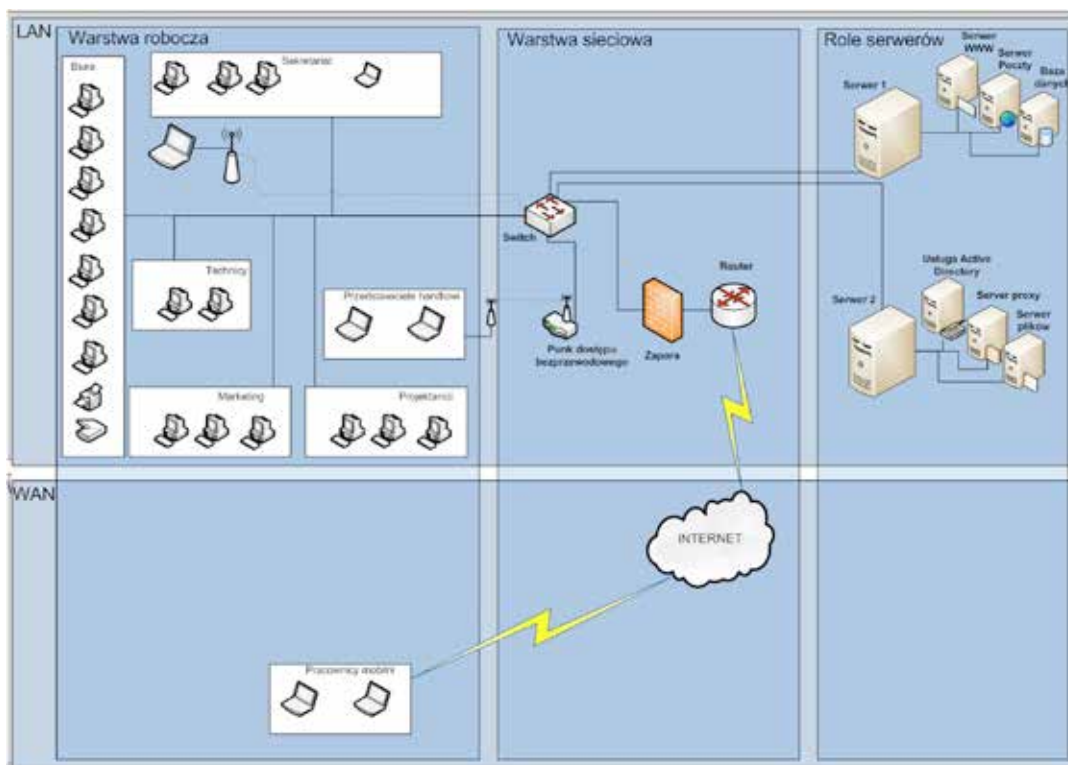 LAN
Warstwa robocza
Warstwa sieciowa
Role serwerów
Biura
Sekretariat
Serwer
WWW
Serwer
Poczty
Baza
danych
Serwer 1
Switch
Technicy
Przedstawiciele handlowi
Punk dostępu
bezprzewodowego
Zapora
Router
Usługa Active
Directory
Serwer 2
Server proxy
Serwer
plików
Marketing
Projektanci
WAN
INTERNET
Pracownicy mobilni